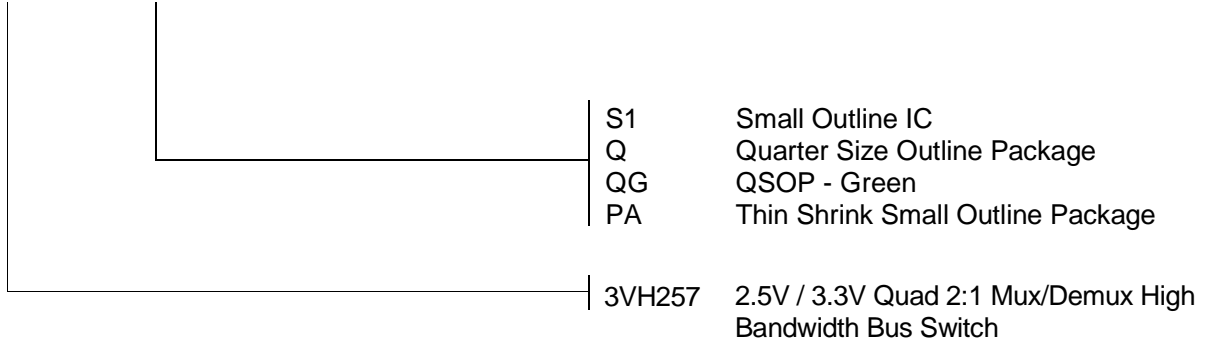 S1 Small Outline IC
Q Quarter Size Outline Package
QG QSOP - Green
PA Thin Shrink Small Outline Package
3VH257 2.5V / 3.3V Quad 2:1 Mux/Demux High
Bandwidth Bus Switch